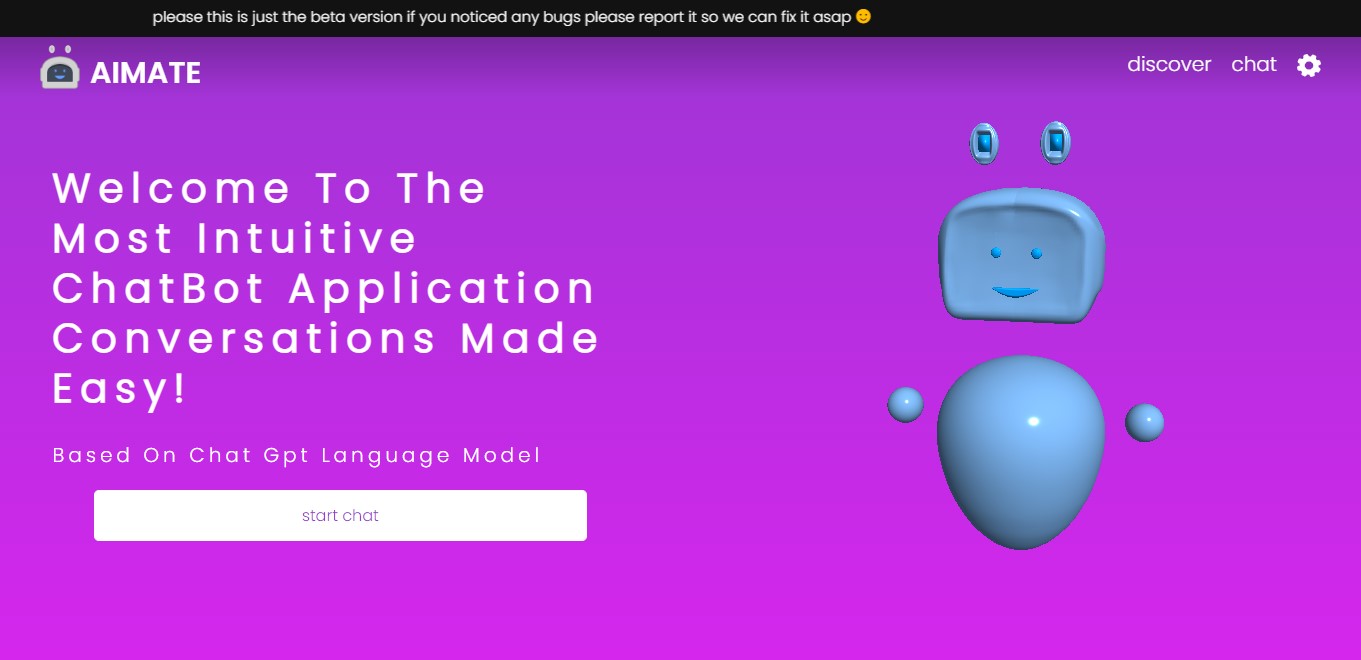 please this is just the beta version if you noticed any bugs please report it so we can fix it asap 😊
AIMATE
discover chat
Welcome To The
Most Intuitive
ChatBot Application
Conversations Made
Easy!
Based On Chat Gpt Language Model
start chat